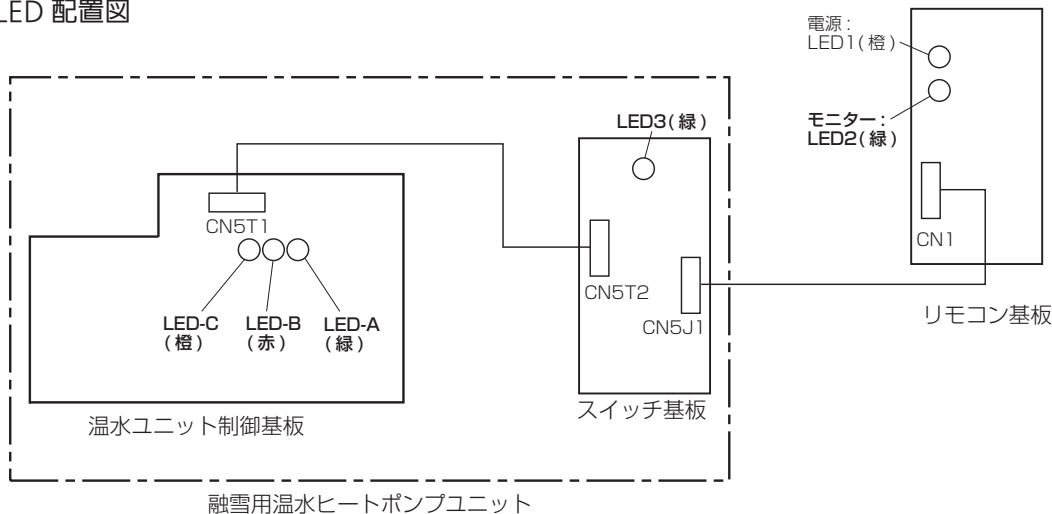 LED 配置図
電源 :
LED1( 橙 )
モニター :
LED2( 緑 )
CN1
リモコン基板
LED3( 緑 )
CN5T1
CN5T2
CN5J1
LED-C
( 橙 )
LED-B
( 赤 )
LED-A
( 緑 )
スイッチ基板
温水ユニット制御基板
融雪用温水ヒートポンプユニット